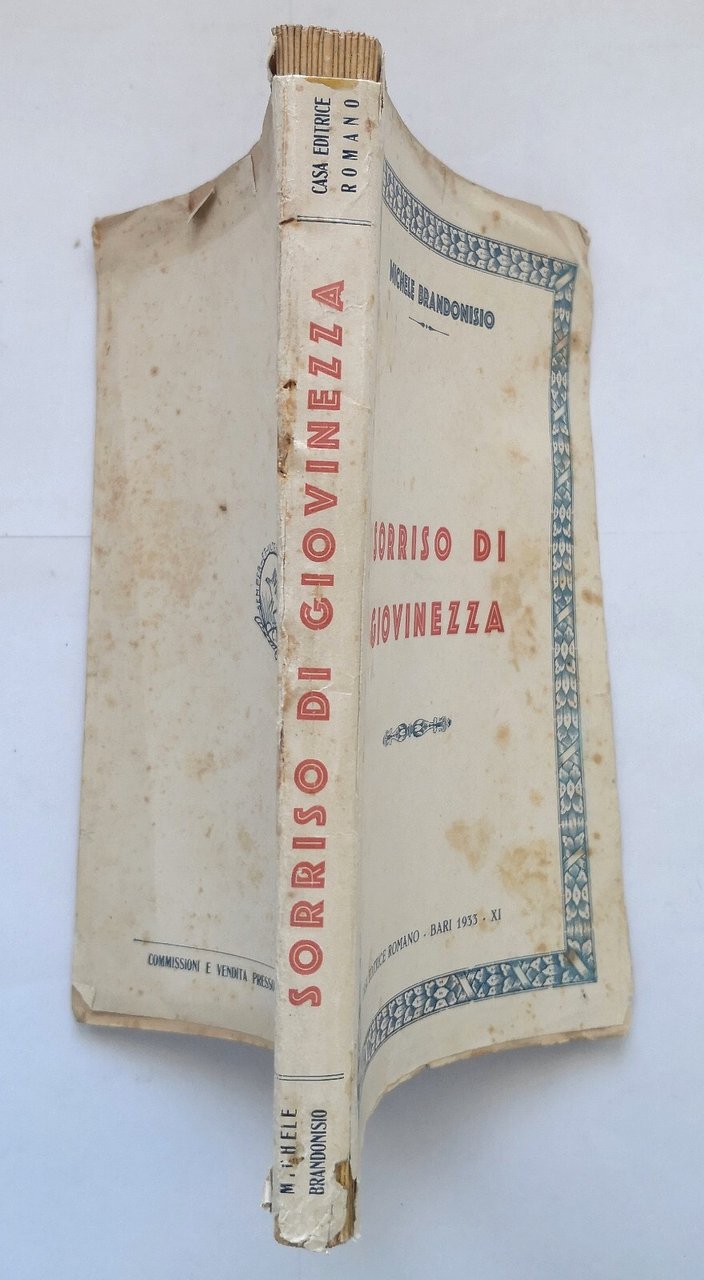 CASA EDITRICE
ROMANO
SORRISO DI GIOVINEZZA
BRANDONISIO
MICHELE BRANDONISIO
SORRISO DI
GIOVINEZZA
ROMANO - BARI 1933 - XI
COMMISSIONI E VENDITA PRESSO